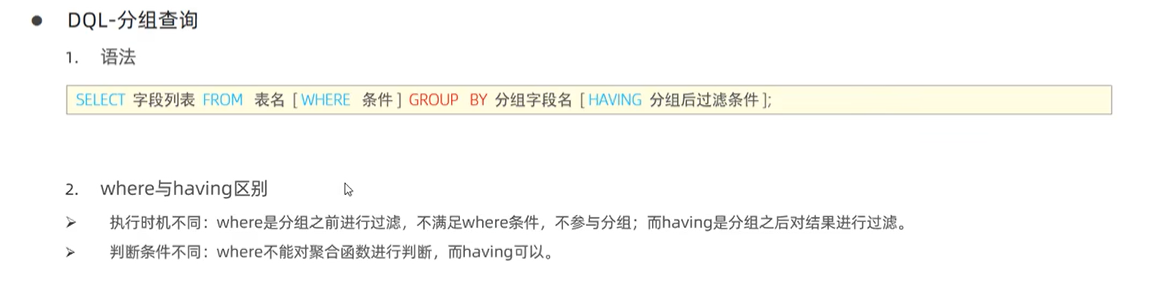 ● DQL-分组查询
1. 语法
SELECT 字段列表 FROM 表名 [ WHERE 条件 ] GROUP BY 分组字段名 [ HAVING 分组后过滤条件 ];
2. where与having区别
➢ 执行时机不同：where是分组之前进行过滤，不满足where条件，不参与分组；而having是分组之后对结果进行过滤。
➢ 判断条件不同：where不能对聚合函数进行判断，而having可以。